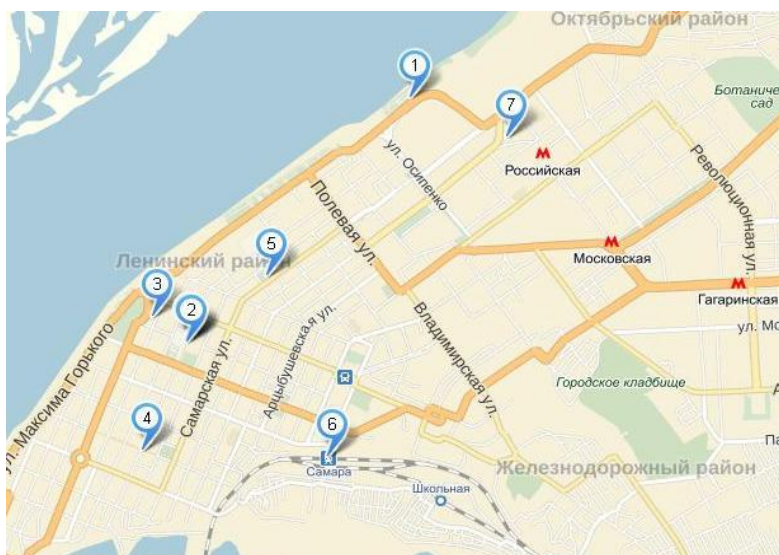 Октябрьский район
1
Ботаничес
сад
7
ул. Осипенко
М
Российская
Революционная ул.
Полевая ул.
5
Ленинский район
М
Московская
3
М
Гагаринская
2
Владимирская ул.
ул. Мо
ул. Максима Горького
Самарская ул.
Арцыбушевская ул.
Городское кладбище
А
4
6
Па
Самара
Железнодорожный район
Школьная